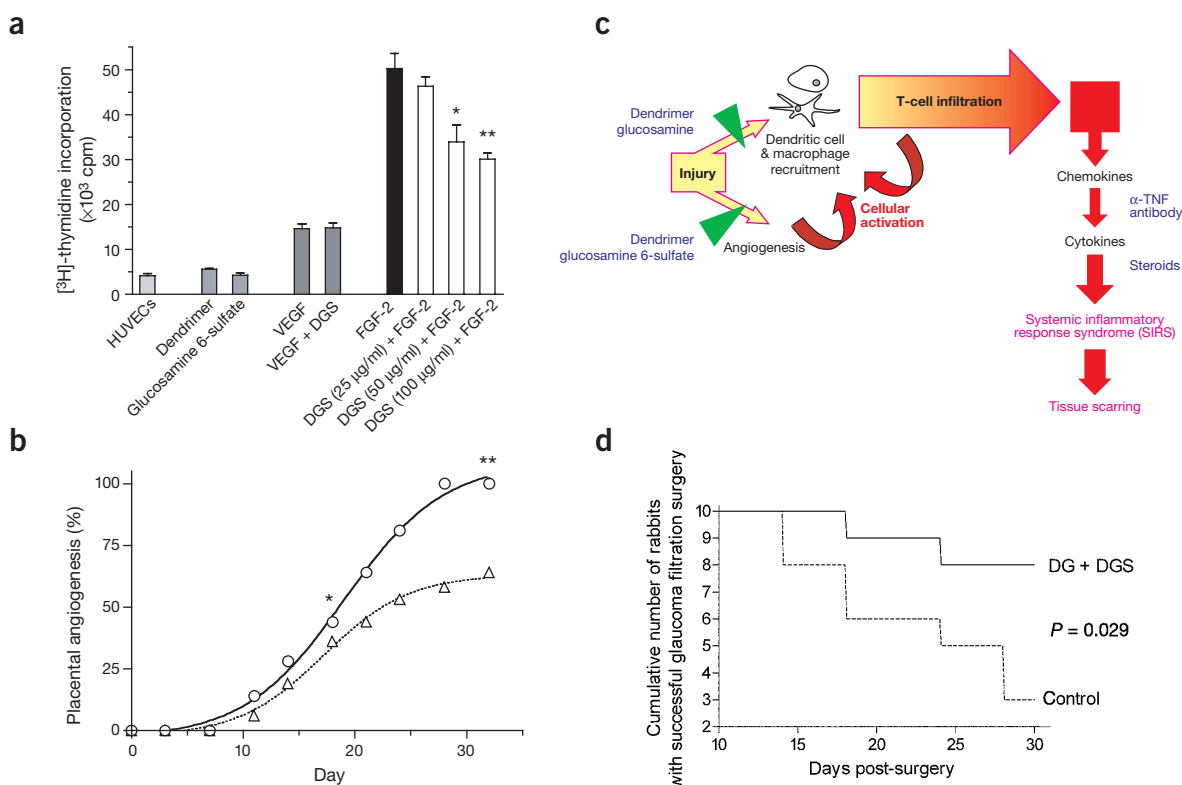 a
[³H]-thymidine incorporation
(×10³ cpm)
50
40
30
20
10
0
*
**
HUVECs
Dendrimer
Glucosamine 6-sulfate
VEGF
VEGF + DGS
FGF-2
DGS (25 µg/ml) + FGF-2
DGS (50 µg/ml) + FGF-2
DGS (100 µg/ml) + FGF-2
b
Placental angiogenesis (%)
100
75
50
25
0
*
**
0
10
20
30
Day
c
Dendrimer
glucosamine
Injury
Dendrimer
glucosamine 6-sulfate
Dendritic cell
& macrophage
recruitment
Angiogenesis
Cellular
activation
T-cell infiltration
Chemokines
α-TNF
antibody
Cytokines
Steroids
Systemic inflammatory
response syndrome (SIRS)
Tissue scarring
d
Cumulative number of rabbits
with successful glaucoma filtration surgery
10
9
8
7
6
5
4
3
2
10
15
20
25
30
Days post-surgery
DG + DGS
P = 0.029
Control